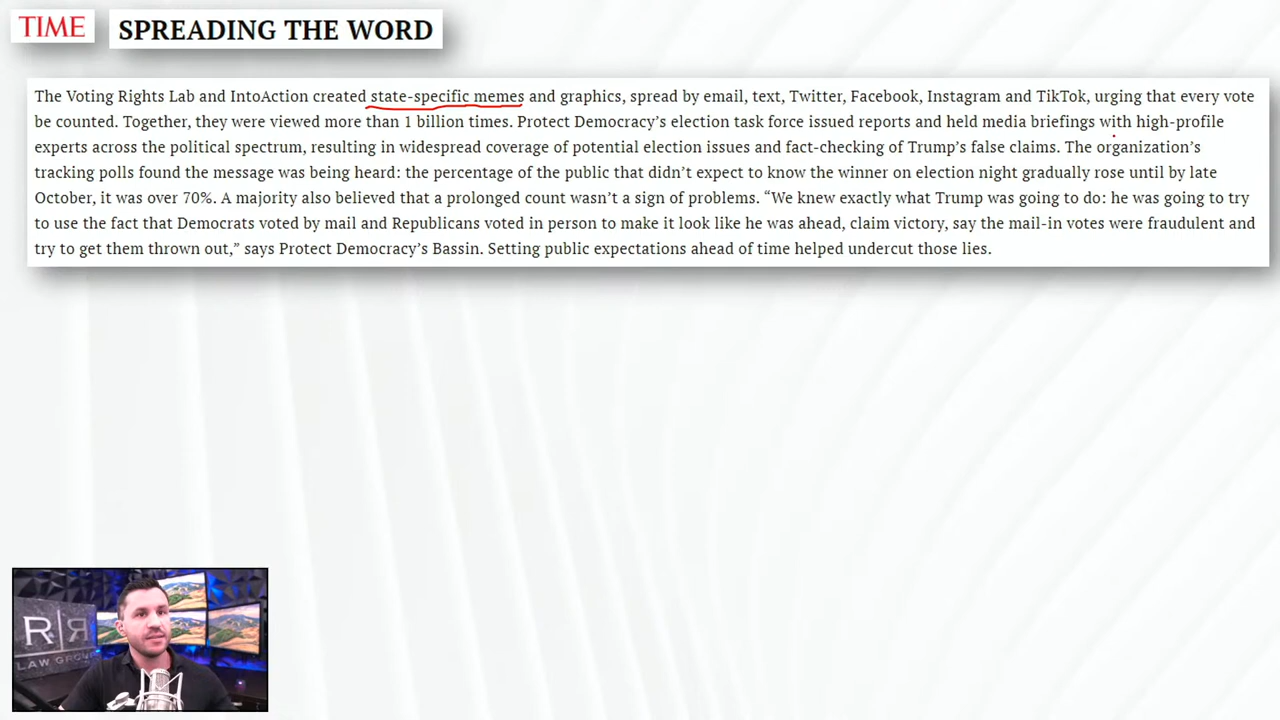 TIME
SPREADING THE WORD
The Voting Rights Lab and IntoAction created state-specific memes and graphics, spread by email, text, Twitter, Facebook, Instagram and TikTok, urging that every vote
be counted. Together, they were viewed more than 1 billion times. Protect Democracy’s election task force issued reports and held media briefings with high-profile
experts across the political spectrum, resulting in widespread coverage of potential election issues and fact-checking of Trump’s false claims. The organization’s
tracking polls found the message was being heard: the percentage of the public that didn’t expect to know the winner on election night gradually rose until by late
October, it was over 70%. A majority also believed that a prolonged count wasn’t a sign of problems. “We knew exactly what Trump was going to do: he was going to try
to use the fact that Democrats voted by mail and Republicans voted in person to make it look like he was ahead, claim victory, say the mail-in votes were fraudulent and
try to get them thrown out,” says Protect Democracy’s Bassin. Setting public expectations ahead of time helped undercut those lies.
R|R
LAW GROUP